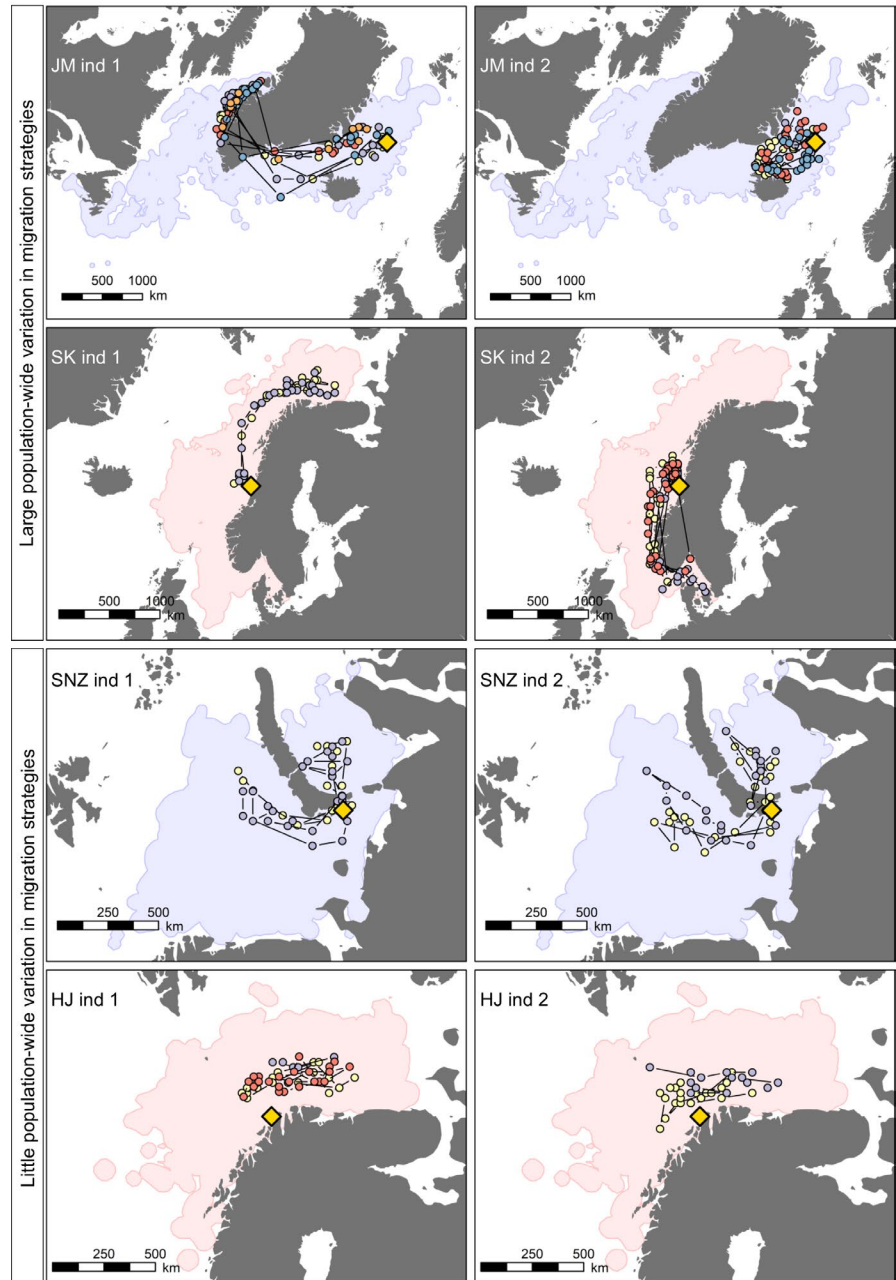 Large population-wide variation in migration strategies
JM ind 1
500 1000
km
JM ind 2
500 1000
km
SK ind 1
500 1000
km
SK ind 2
500 1000
km
Little population-wide variation in migration strategies
SNZ ind 1
250 500
km
SNZ ind 2
250 500
km
HJ ind 1
250 500
km
HJ ind 2
250 500
km